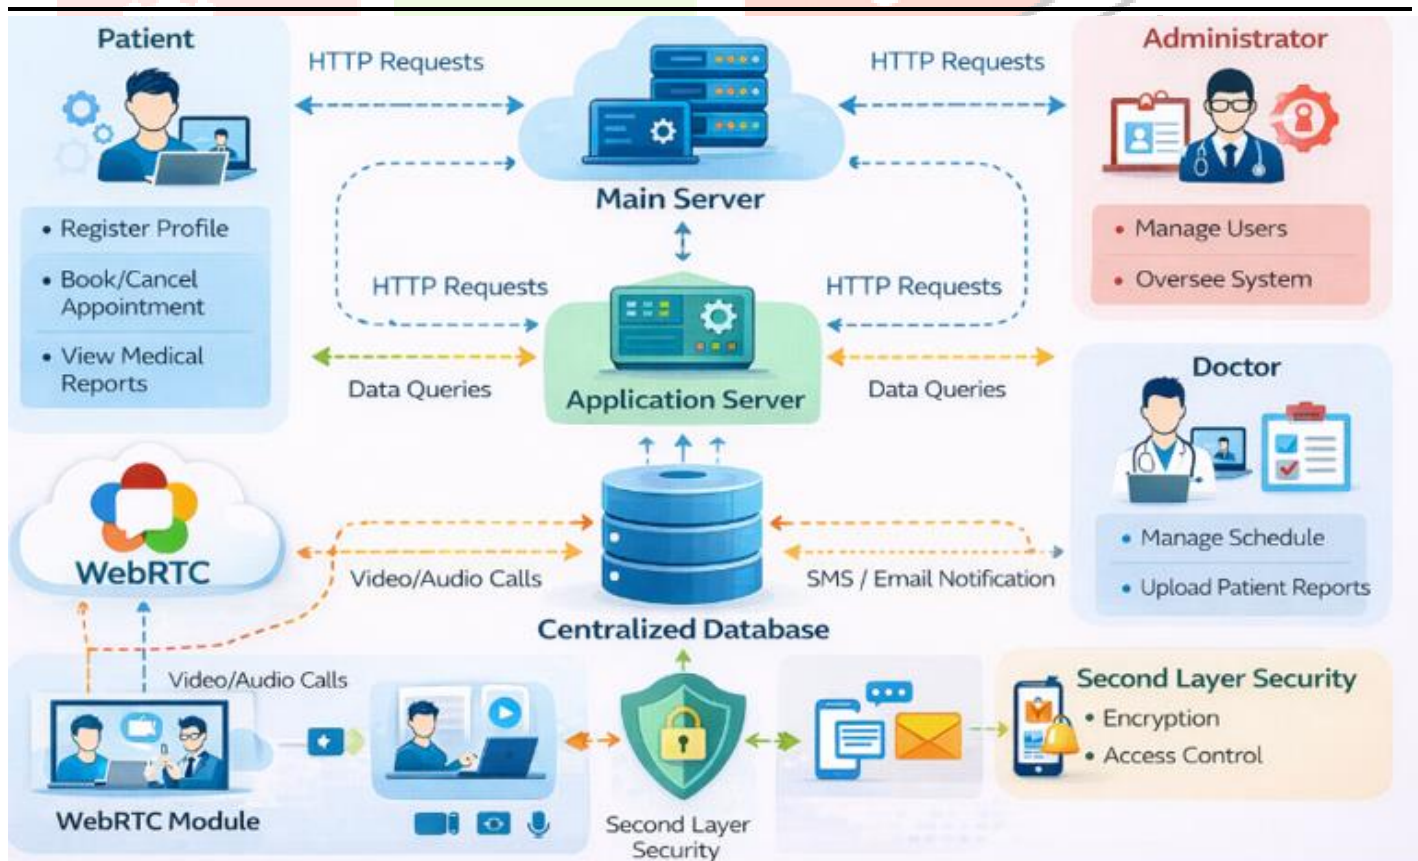 Patient
HTTP Requests
HTTP Requests
Administrator
Main Server
• Register Profile
• Book/Cancel
Appointment
• View Medical
Reports
• Manage Users
• Oversee System
HTTP Requests
HTTP Requests
Data Queries
Application Server
Data Queries
Doctor
• Manage Schedule
• Upload Patient Reports
WebRTC
Video/Audio Calls
SMS / Email Notification
Centralized Database
Video/Audio Calls
WebRTC Module
Second Layer
Security
Second Layer Security
• Encryption
• Access Control